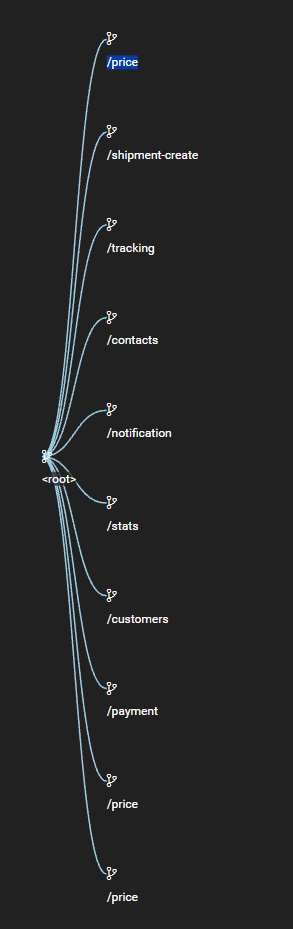 /price
/shipment-create
/tracking
/contacts
/notification
<root>
/stats
/customers
/payment
/price
/price